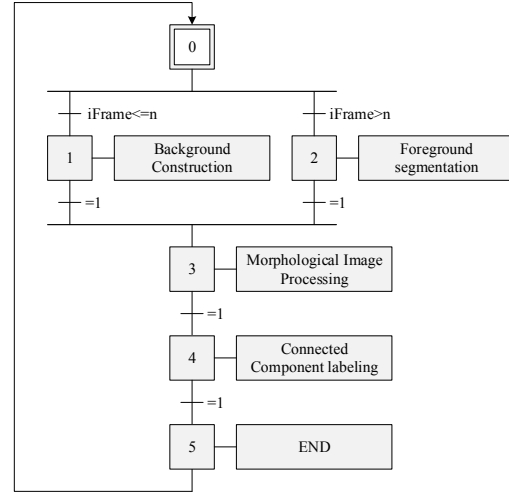 0
iFrame<=n
iFrame>n
1
Background
Construction
2
Foreground
segmentation
=1
=1
3
Morphological Image
Processing
=1
4
Connected
Component labeling
=1
5
END